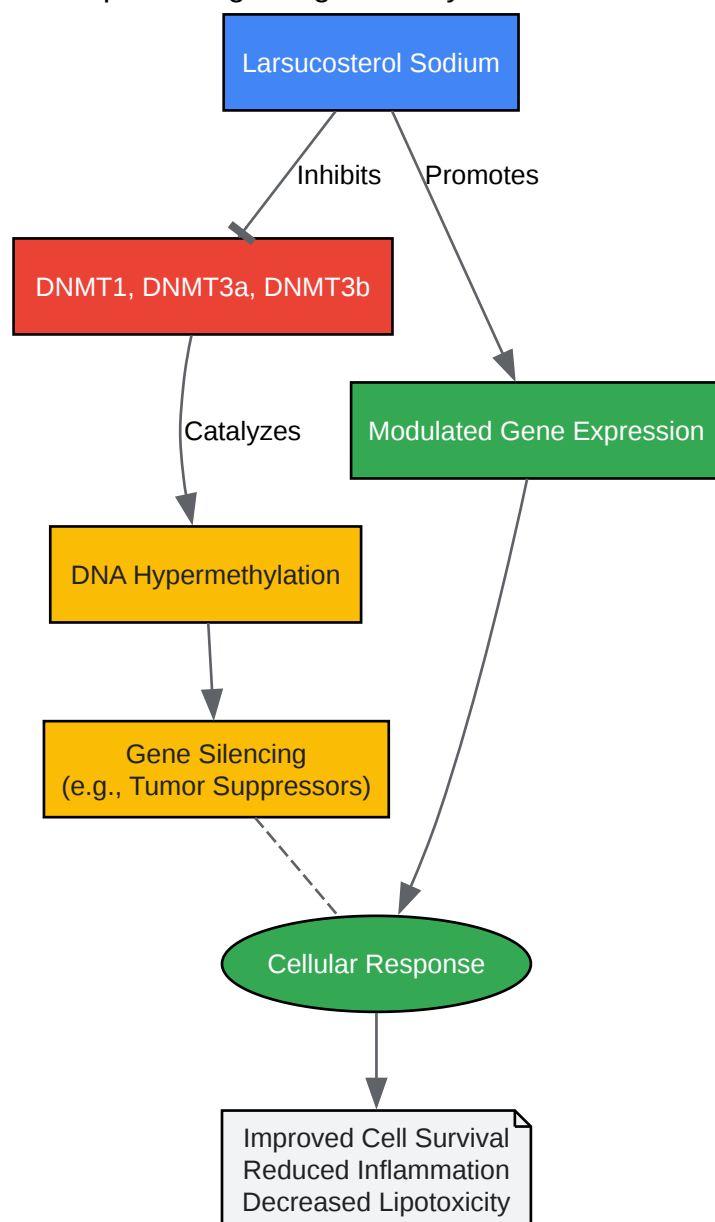 Larsucosterol Sodium
Inhibits
Promotes
DNMT1, DNMT3a, DNMT3b
Modulated Gene Expression
Catalyzes
DNA Hypermethylation
Gene Silencing
(e.g., Tumor Suppressors)
Cellular Response
Improved Cell Survival
Reduced Inflammation
Decreased Lipotoxicity